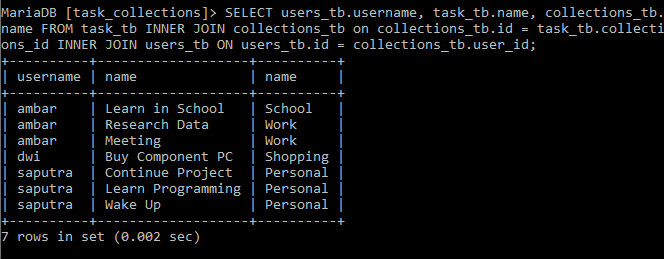 MariaDB [task_collections]> SELECT users_tb.username, task_tb.name, collections_tb.
name FROM task_tb INNER JOIN collections_tb on collections_tb.id = task_tb.collecti
ons_id INNER JOIN users_tb ON users_tb.id = collections_tb.user_id;
+----------+-------------------+----------+
| username | name              | name     |
+----------+-------------------+----------+
| ambar    | Learn in School   | School   |
| ambar    | Research Data     | Work     |
| ambar    | Meeting           | Work     |
| dwi      | Buy Component PC  | Shopping |
| saputra  | Continue Project  | Personal |
| saputra  | Learn Programming | Personal |
| saputra  | Wake Up           | Personal |
+----------+-------------------+----------+
7 rows in set (0.002 sec)